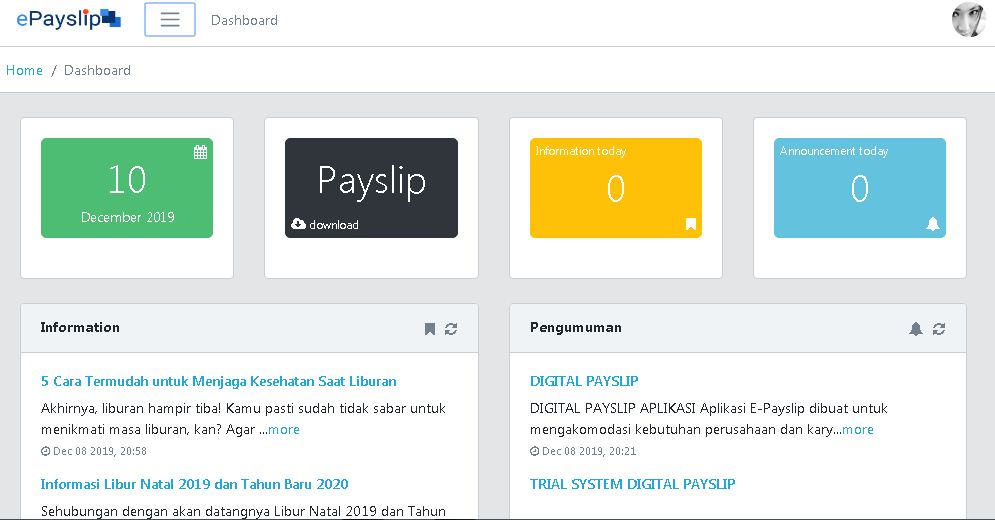 ePayslip
Dashboard
Home / Dashboard
10
December 2019
Payslip
download
Information today
0
Announcement today
0
Information
5 Cara Termudah untuk Menjaga Kesehatan Saat Liburan
Akhirnya, liburan hampir tiba! Kamu pasti sudah tidak sabar untuk
menikmati masa liburan, kan? Agar ...more
Dec 08 2019, 20:58
Informasi Libur Natal 2019 dan Tahun Baru 2020
Sehubungan dengan akan datangnya Libur Natal 2019 dan Tahun
Pengumuman
DIGITAL PAYSLIP
DIGITAL PAYSLIP APLIKASI Aplikasi E-Payslip dibuat untuk
mengakomodasi kebutuhan perusahaan dan kary...more
Dec 08 2019, 20:21
TRIAL SYSTEM DIGITAL PAYSLIP